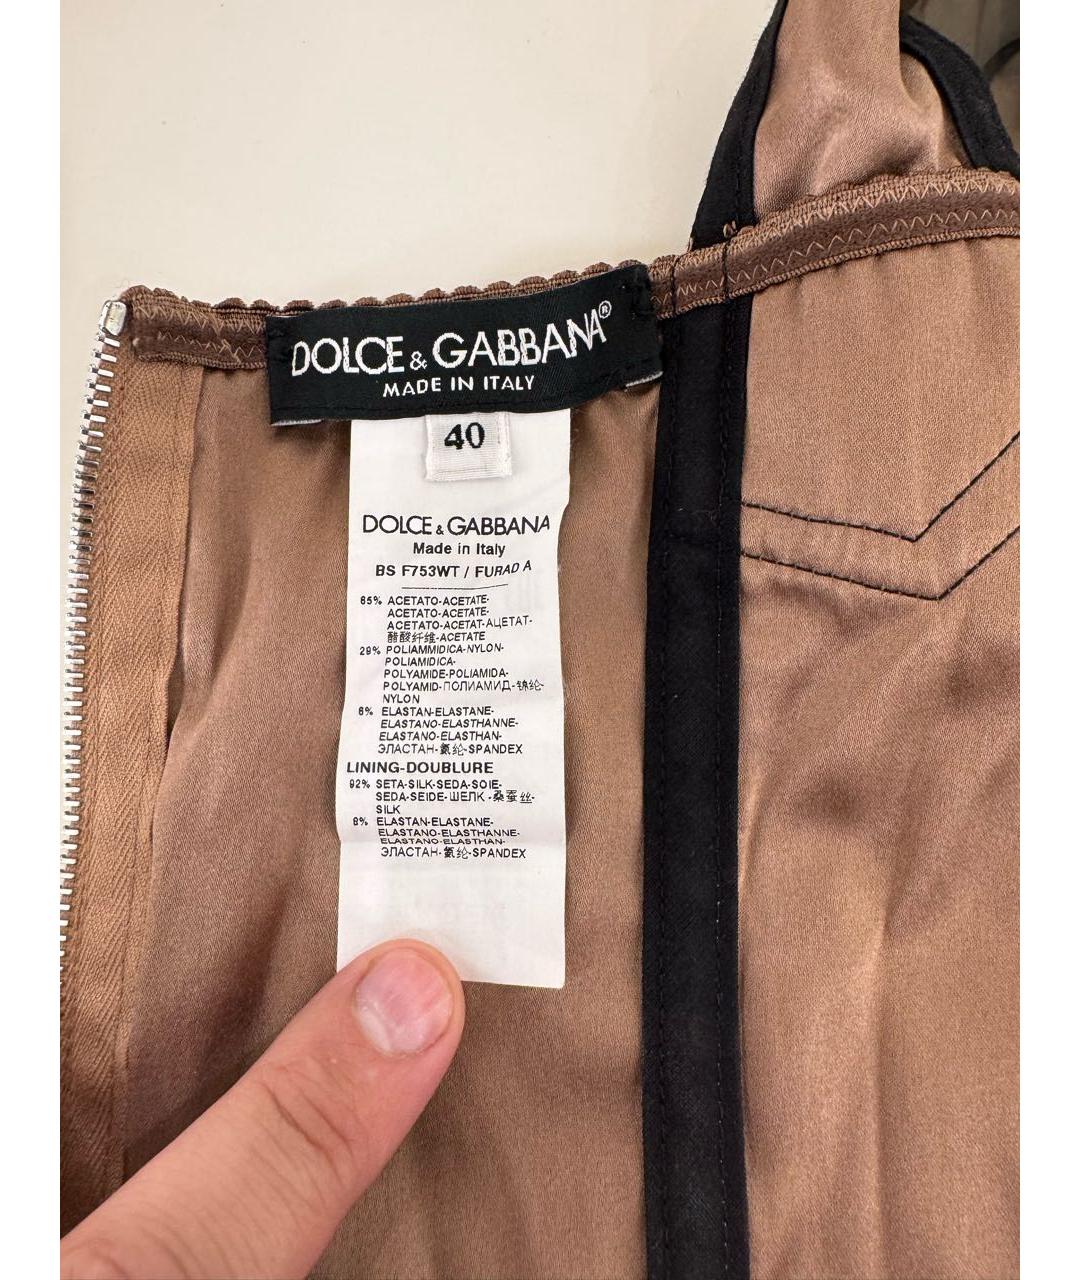 DOLCE & GABBANA®
MADE IN ITALY
40
DOLCE & GABBANA
Made in Italy
BS F753WT / FURAD A
65% ACETATO-ACETATE-
ACETATO-ACETATE-
ACETATO-ACETAT-АЦЕТАТ-
醋酸纤维-ACETATE
29% POLIAMMIDICA-NYLON-
POLIAMIDICA-
POLYAMIDE-POLIAMIDA-
POLYAMID-ПОЛИАМИД-锦纶-
NYLON
6% ELASTAN-ELASTANE-
ELASTANO-ELASTHANNE-
ELASTANO-ELASTHAN-
ЭЛАСТАН-氨纶-SPANDEX
LINING-DOUBLURE
92% SETA-SILK-SEDA-SOIE-
SEDA-SEIDE-ШЕЛК-桑蚕丝-
SILK
8% ELASTAN-ELASTANE-
ELASTANO-ELASTHANNE-
ELASTANO-ELASTHAN-
ЭЛАСТАН-氨纶-SPANDEX